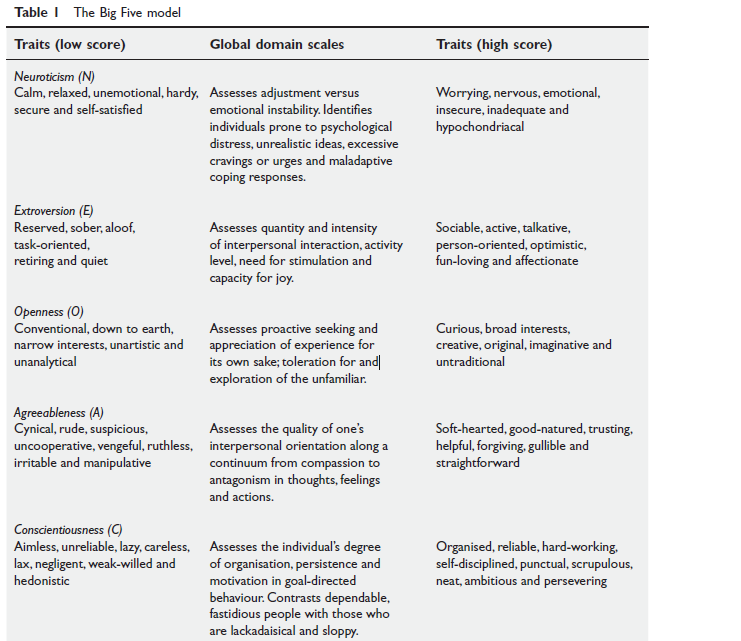 Table 1 The Big Five model
Traits (low score) Global domain scales Traits (high score)
Neuroticism (N)
Calm, relaxed, unemotional, hardy, Assesses adjustment versus Worrying, nervous, emotional,
secure and self-satisfied emotional instability. Identifies insecure, inadequate and
individuals prone to psychological hypochondriacal
distress, unrealistic ideas, excessive
cravings or urges and maladaptive
coping responses.
Extroversion (E)
Reserved, sober, aloof, Assesses quantity and intensity Sociable, active, talkative,
task-oriented, of interpersonal interaction, activity person-oriented, optimistic,
retiring and quiet level, need for stimulation and fun-loving and affectionate
capacity for joy.
Openness (O)
Conventional, down to earth, Assesses proactive seeking and Curious, broad interests,
narrow interests, unartistic and appreciation of experience for creative, original, imaginative and
unanalytical its own sake; toleration for and untraditional
exploration of the unfamiliar.
Agreeableness (A)
Cynical, rude, suspicious, Assesses the quality of one's Soft-hearted, good-natured, trusting,
uncooperative, vengeful, ruthless, interpersonal orientation along a helpful, forgiving, gullible and
irritable and manipulative continuum from compassion to straightforward
antagonism in thoughts, feelings
and actions.
Conscientiousness (C)
Aimless, unreliable, lazy, careless, Assesses the individual's degree Organised, reliable, hard-working,
lax, negligent, weak-willed and of organisation, persistence and self-disciplined, punctual, scrupulous,
hedonistic motivation in goal-directed neat, ambitious and persevering
behaviour. Contrasts dependable,
fastidious people with those who
are lackadaisical and sloppy.